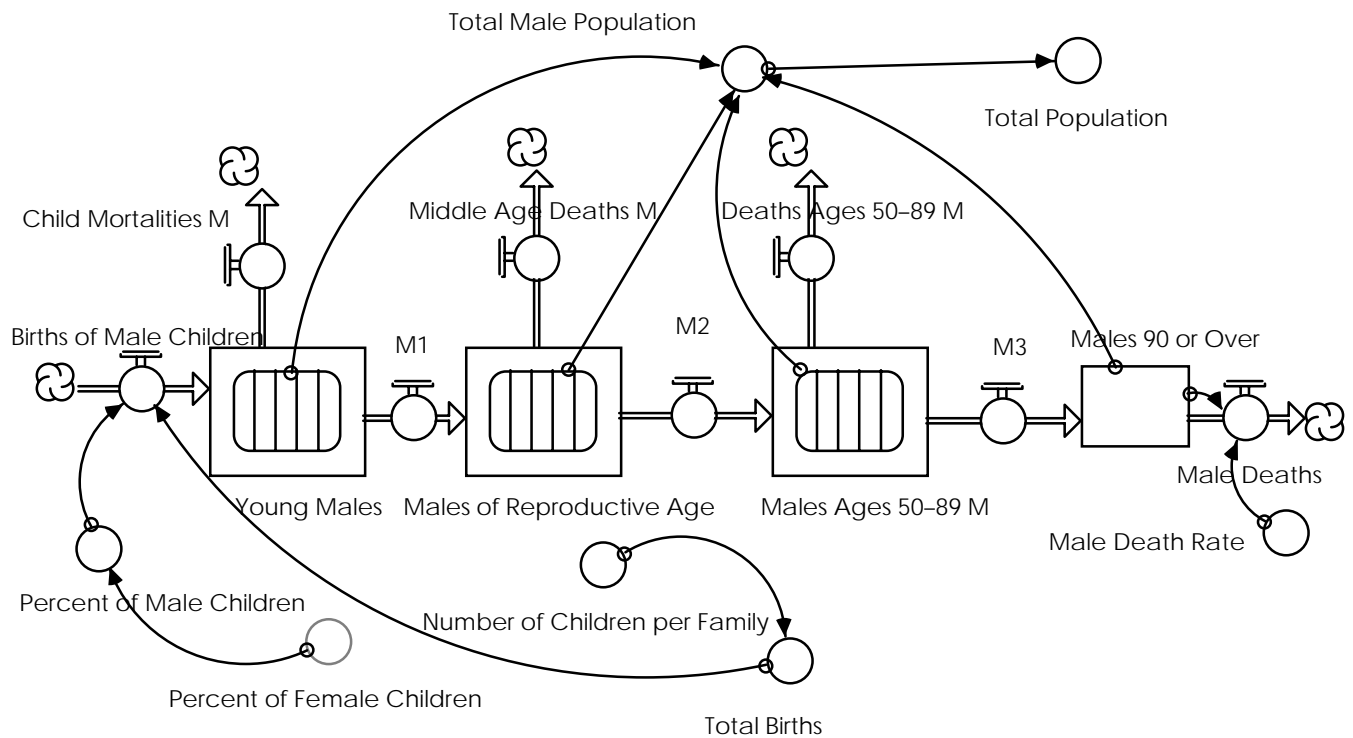 Total Male Population
Total Population
Child Mortalities M
Middle Age Deaths M
Deaths Ages 50–89 M
Births of Male Children
M1
M2
M3
Males 90 or Over
Young Males
Males of Reproductive Age
Males Ages 50–89 M
Male Deaths
Male Death Rate
Percent of Male Children
Number of Children per Family
Percent of Female Children
Total Births